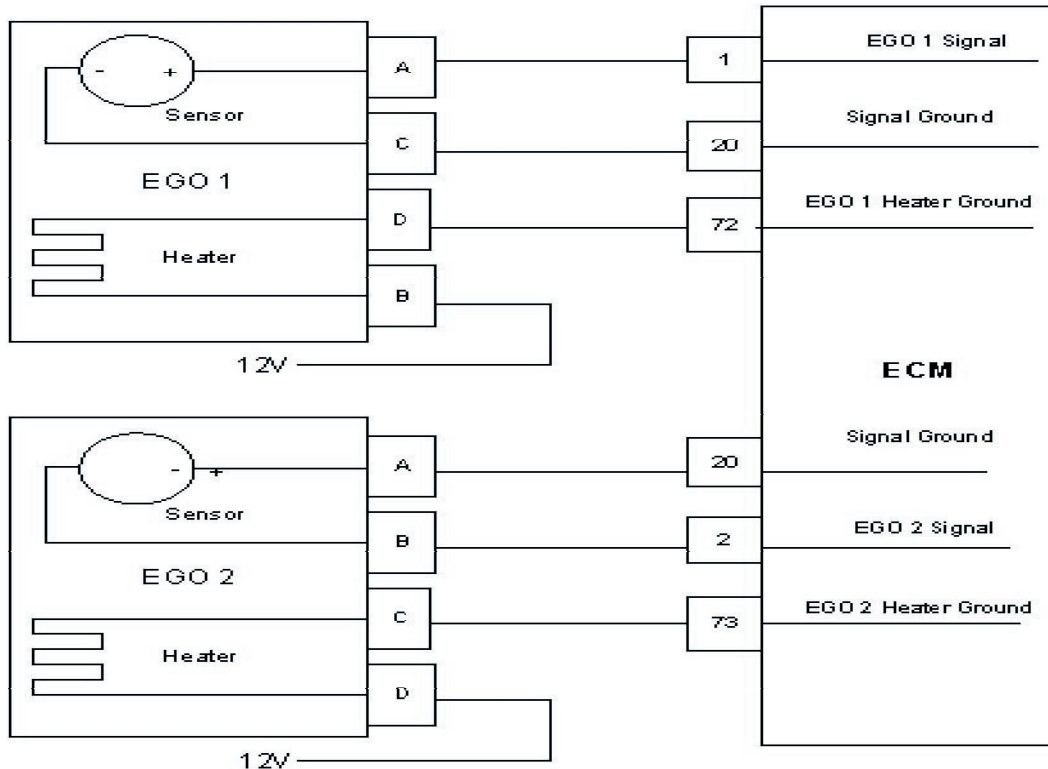 EGO 1 Signal
- +
A
1
Sensor
Signal Ground
C
20
EGO 1
EGO 1 Heater Ground
D
72
Heater
B
12V
ECM
Signal Ground
- +
A
20
Sensor
EGO 2 Signal
B
2
EGO 2
EGO 2 Heater Ground
C
73
Heater
D
12V